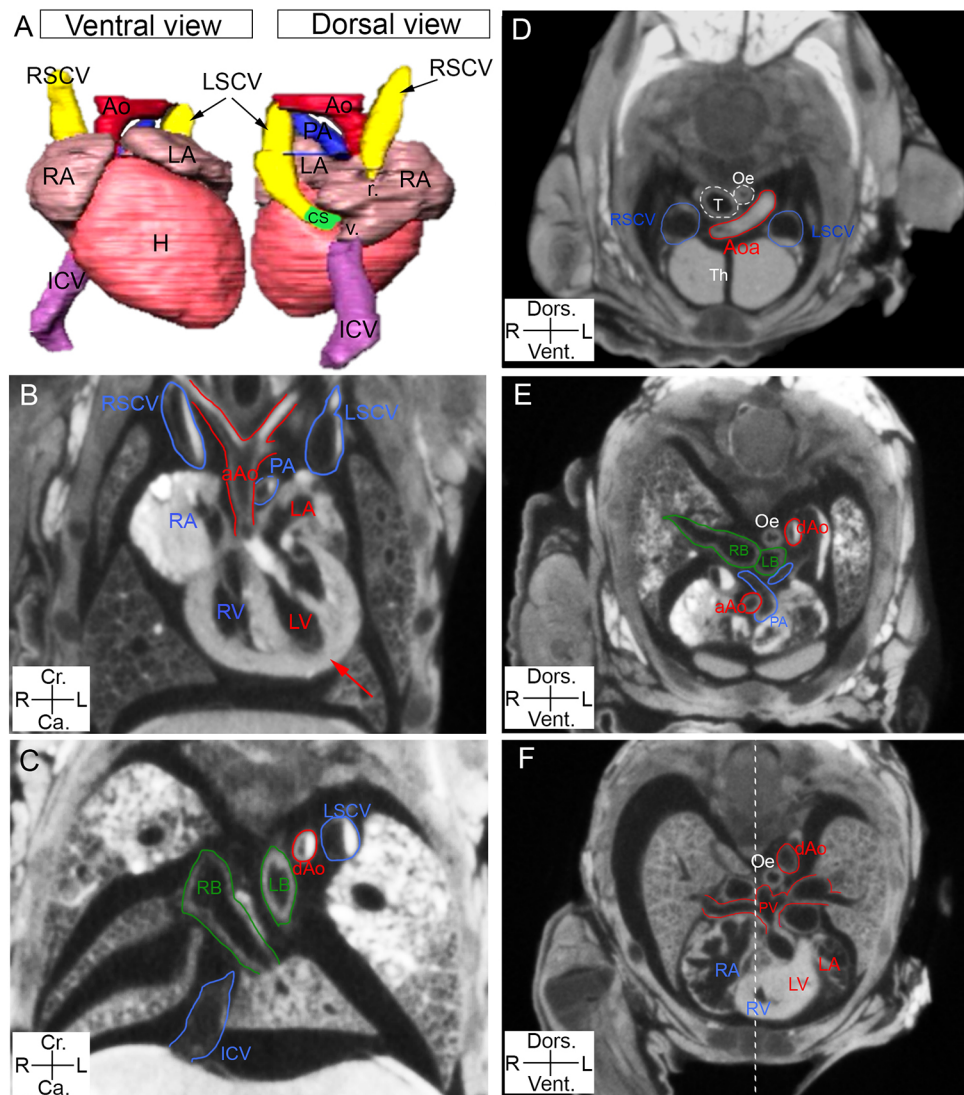 A
Ventral view
Dorsal view
RSCV
Ao
LSCV
LA
RA
H
ICV
RSCV
Ao
PA
LA
RA
r.
CS
v.
ICV
B
RSCV
LSCV
aAo
PA
RA
LA
RV
LV
Cr.
R L
Ca.
C
LSCV
dAo
LB
RB
ICV
Cr.
R L
Ca.
D
Oe
T
RSCV
LSCV
Aoa
Th
Dors.
R L
Vent.
E
Oe
dAo
RB
LB
aAo
PA
Dors.
R L
Vent.
F
Oe
dAo
PV
RA
LA
LV
RV
Dors.
R L
Vent.